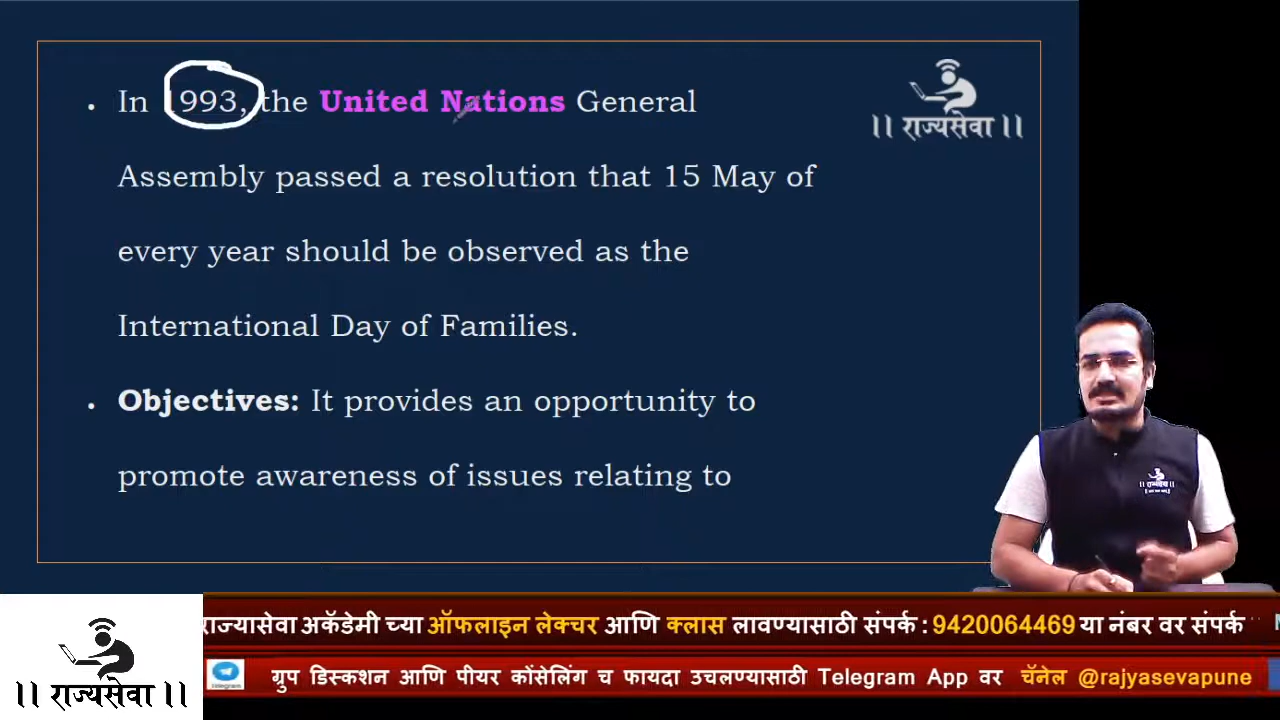 In 1993, the United Nations General
Assembly passed a resolution that 15 May of
every year should be observed as the
International Day of Families.
Objectives: It provides an opportunity to
promote awareness of issues relating to
।। राज्यसेवा ।।
।। राज्यसेवा ।।
राज्यासेवा अकॅडेमी च्या ऑफलाइन लेक्चर आणि क्लास लावण्यासाठी संपर्क : 9420064469 या नंबर वर संपर्क
Telegram
ग्रुप डिस्कशन आणि पीयर कोंसेलिंग च फायदा उचलण्यासाठी Telegram App वर चॅनेल @rajyasevapune
।। राज्यसेवा ।।